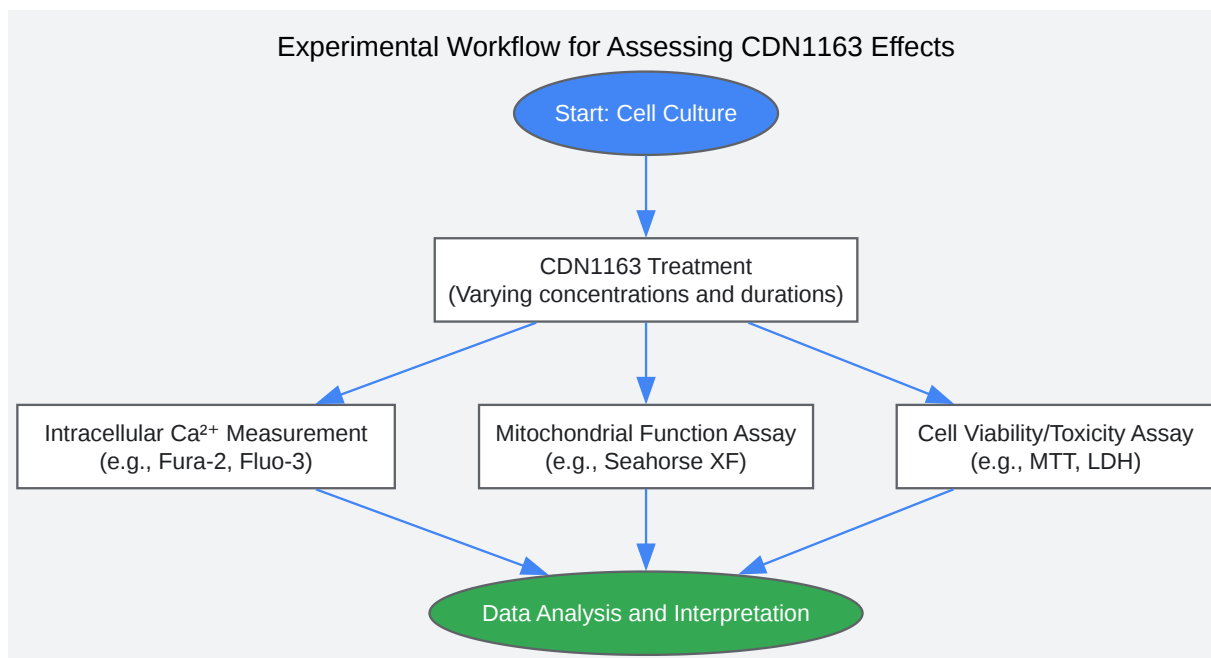 Experimental Workflow for Assessing CDN1163 Effects
Start: Cell Culture
CDN1163 Treatment
(Varying concentrations and durations)
Intracellular Ca²⁺ Measurement
(e.g., Fura-2, Fluo-3)
Mitochondrial Function Assay
(e.g., Seahorse XF)
Cell Viability/Toxicity Assay
(e.g., MTT, LDH)
Data Analysis and Interpretation